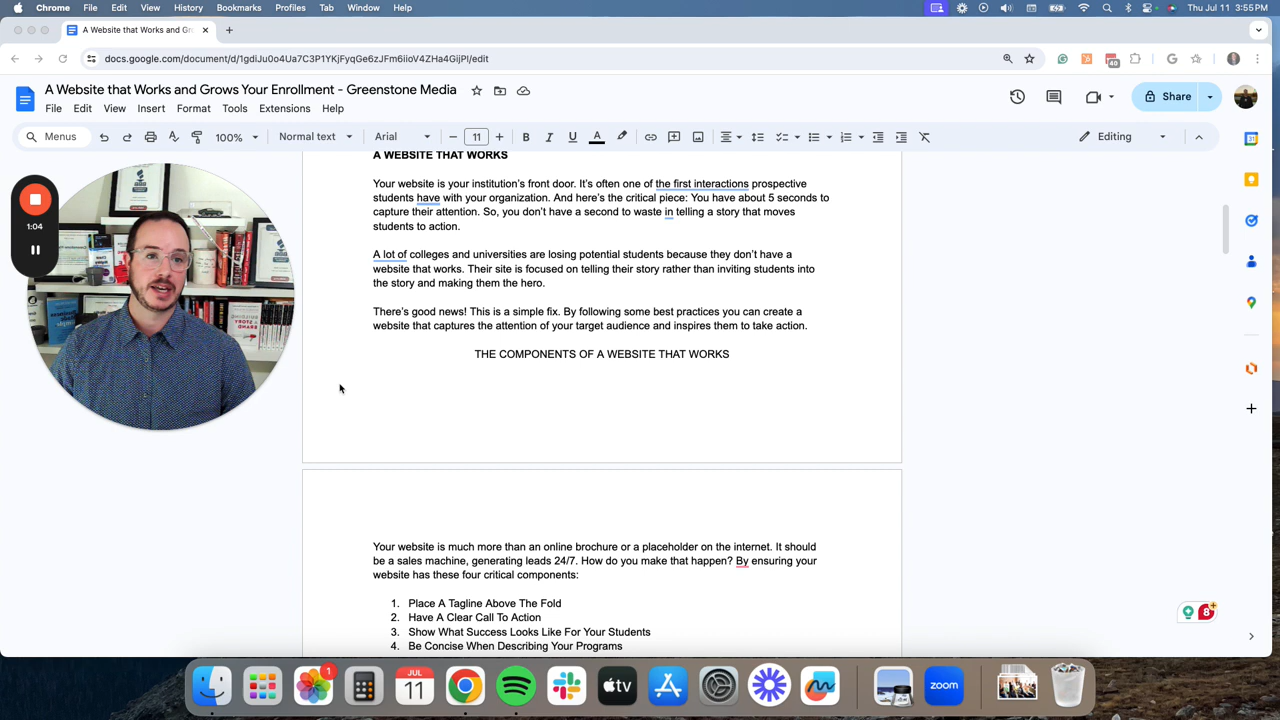 Chrome File Edit View History Bookmarks Profiles Tab Window Help Thu Jul 11 3:55 PM
A Website that Works and Gr
docs.google.com/document/d/1gdiJu0o4Ua7C3P1YKjFyqGe6zJFm6iioV4ZHa4GijPI/edit
40
A Website that Works and Grows Your Enrollment - Greenstone Media
File Edit View Insert Format Tools Extensions Help
Share
Menus 100% Normal text Arial 11 B I U A Editing
31
A WEBSITE THAT WORKS
1:04
Your website is your institution's front door. It's often one of the first interactions prospective
students have with your organization. And here's the critical piece: You have about 5 seconds to
capture their attention. So, you don't have a second to waste in telling a story that moves
students to action.
A lot of colleges and universities are losing potential students because they don't have a
website that works. Their site is focused on telling their story rather than inviting students into
the story and making them the hero.
There's good news! This is a simple fix. By following some best practices you can create a
website that captures the attention of your target audience and inspires them to take action.
THE COMPONENTS OF A WEBSITE THAT WORKS
Your website is much more than an online brochure or a placeholder on the internet. It should
be a sales machine, generating leads 24/7. How do you make that happen? By ensuring your
website has these four critical components:
1. Place A Tagline Above The Fold
2. Have A Clear Call To Action
3. Show What Success Looks Like For Your Students
4. Be Concise When Describing Your Programs
8
1
JUL
11
tv
zoom